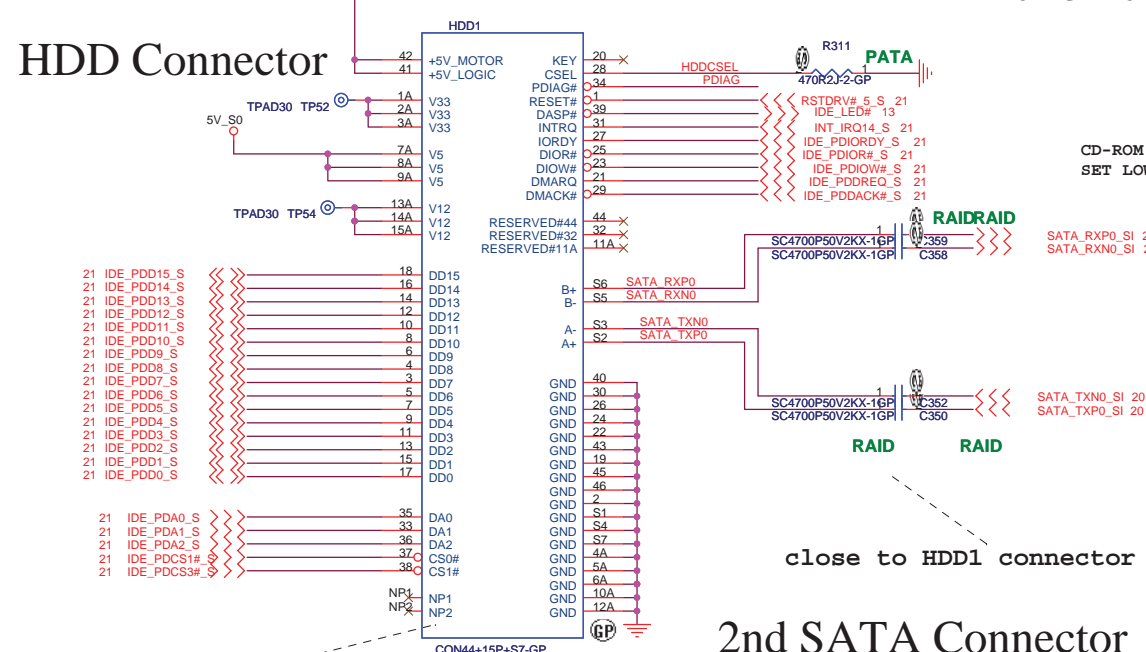 HDD Connector
HDD1
42 +5V_MOTOR
41 +5V_LOGIC
TPAD30 TP52
1A V33
2A V33
3A V33
5V_S0
7A V5
8A V5
9A V5
TPAD30 TP54
13A V12
14A V12
15A V12
21 IDE_PDD15_S 18 DD15
21 IDE_PDD14_S 16 DD14
21 IDE_PDD13_S 14 DD13
21 IDE_PDD12_S 12 DD12
21 IDE_PDD11_S 10 DD11
21 IDE_PDD10_S 8 DD10
21 IDE_PDD9_S 6 DD9
21 IDE_PDD8_S 4 DD8
21 IDE_PDD7_S 3 DD7
21 IDE_PDD6_S 5 DD6
21 IDE_PDD5_S 7 DD5
21 IDE_PDD4_S 9 DD4
21 IDE_PDD3_S 11 DD3
21 IDE_PDD2_S 13 DD2
21 IDE_PDD1_S 15 DD1
21 IDE_PDD0_S 17 DD0
21 IDE_PDA0_S 35 DA0
21 IDE_PDA1_S 33 DA1
21 IDE_PDA2_S 36 DA2
21 IDE_PDCS1#_S 37 CS0#
21 IDE_PDCS3#_S 38 CS1#
NP1 NP1
NP2 NP2
KEY 20
CSEL 28 HDDCSEL
R311
1
470R2J-2-GP
PATA
PDIAG# 34 PDIAG
RESET# 1 RSTDRV#_5_S 21
DASP# 39 IDE_LED# 13
INTRQ 31 INT_IRQ14_S 21
IORDY 27 IDE_PDIORDY_S 21
DIOR# 25 IDE_PDIOR#_S 21
DIOW# 23 IDE_PDIOW#_S 21
DMARQ 21 IDE_PDDREQ_S 21
DMACK# 29 IDE_PDDACK#_S 21
CD-ROM
SET LOW
RESERVED#44 44
RESERVED#32 32
RESERVED#11A 11A
RAID RAID
1
SC4700P50V2KX-1GP C359 SATA_RXP0_SI
SC4700P50V2KX-1GP C358 SATA_RXN0_SI
B+ S6 SATA_RXP0
B- S5 SATA_RXN0
A- S3 SATA_TXN0
A+ S2 SATA_TXP0
1
SC4700P50V2KX-1GP C352 SATA_TXN0_SI 20
SC4700P50V2KX-1GP C350 SATA_TXP0_SI 20
RAID RAID
GND 40
GND 30
GND 26
GND 24
GND 22
GND 43
GND 19
GND 45
GND 46
GND 2
GND S1
GND S4
GND S7
GND 4A
GND 5A
GND 6A
GND 10A
GND 12A
close to HDD1 connector
GP
CON44+15P+S7-GP
2nd SATA Connector